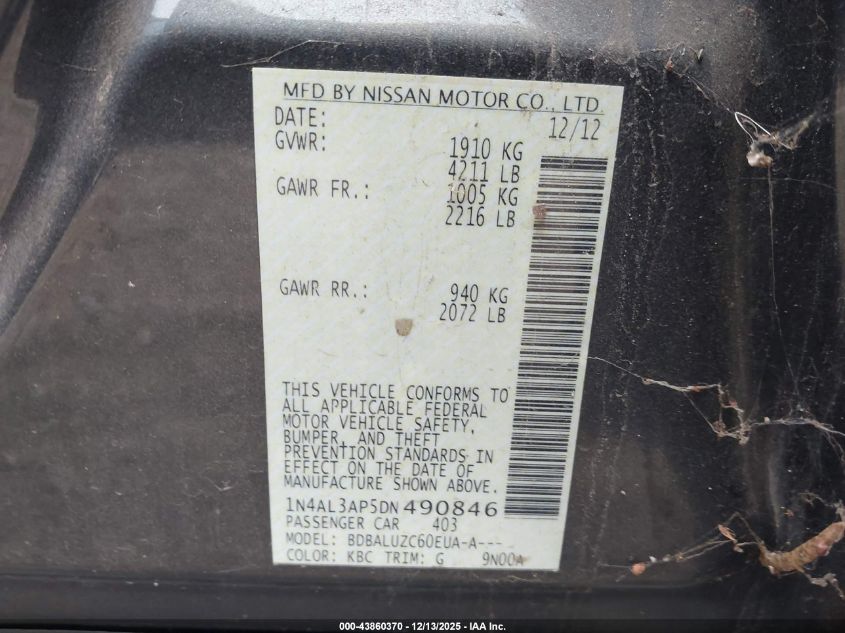 MFD BY NISSAN MOTOR CO., LTD.
DATE: 12/12
GVWR: 1910 KG
4211 LB
GAWR FR.: 1005 KG
2216 LB
GAWR RR.: 940 KG
2072 LB
THIS VEHICLE CONFORMS TO
ALL APPLICABLE FEDERAL
MOTOR VEHICLE SAFETY,
BUMPER, AND THEFT
PREVENTION STANDARDS IN
EFFECT ON THE DATE OF
MANUFACTURE SHOWN ABOVE.
1N4AL3AP5DN490846
PASSENGER CAR 403
MODEL: BDBALUZC60EUA-A---
COLOR: KBC TRIM: G 9N00A
000-43860370 - 12/13/2025 - IAA Inc.